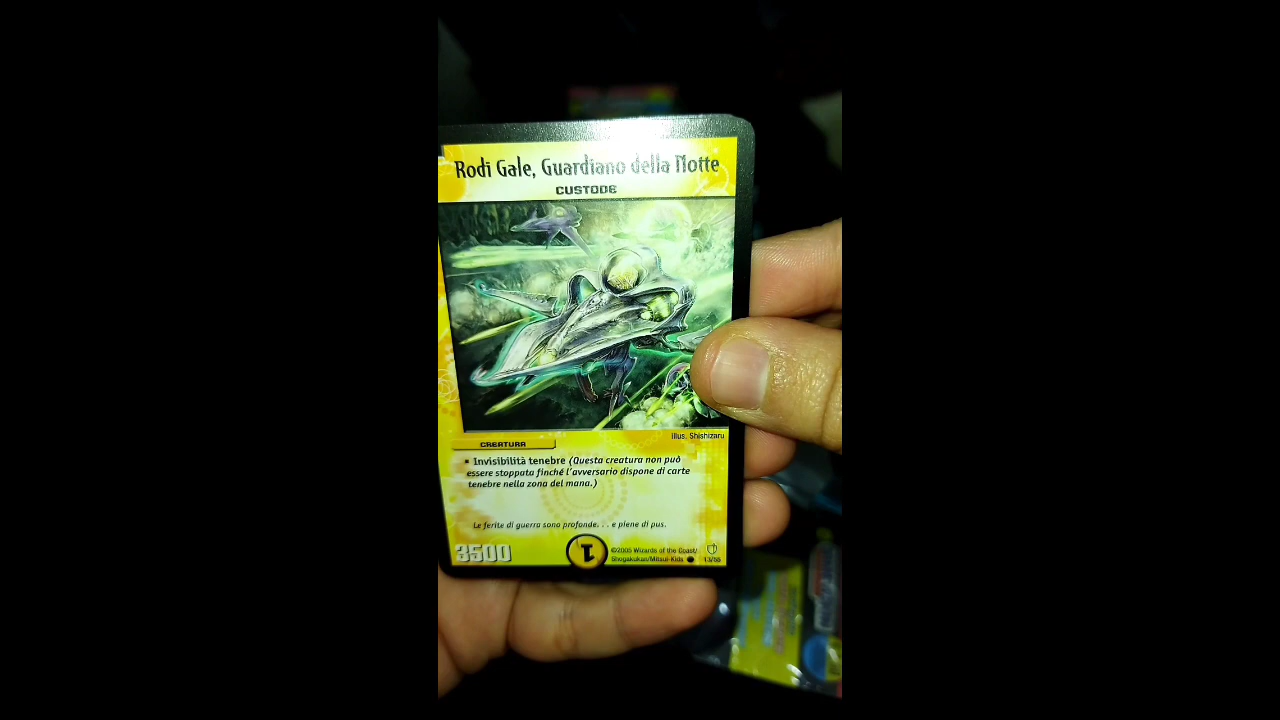 Rodi Gale, Guardiano della Notte
CUSTODE
illus. Shishizaru
CREATURA
▪ Invisibilità tenebre (Questa creatura non può
essere stoppata finché l'avversario dispone di carte
tenebre nella zona del mana.)
Le ferite di guerra sono profonde. . . e piene di pus.
3500
1
©2005 Wizards of the Coast/
Shogakukan/Mitsui-Kids